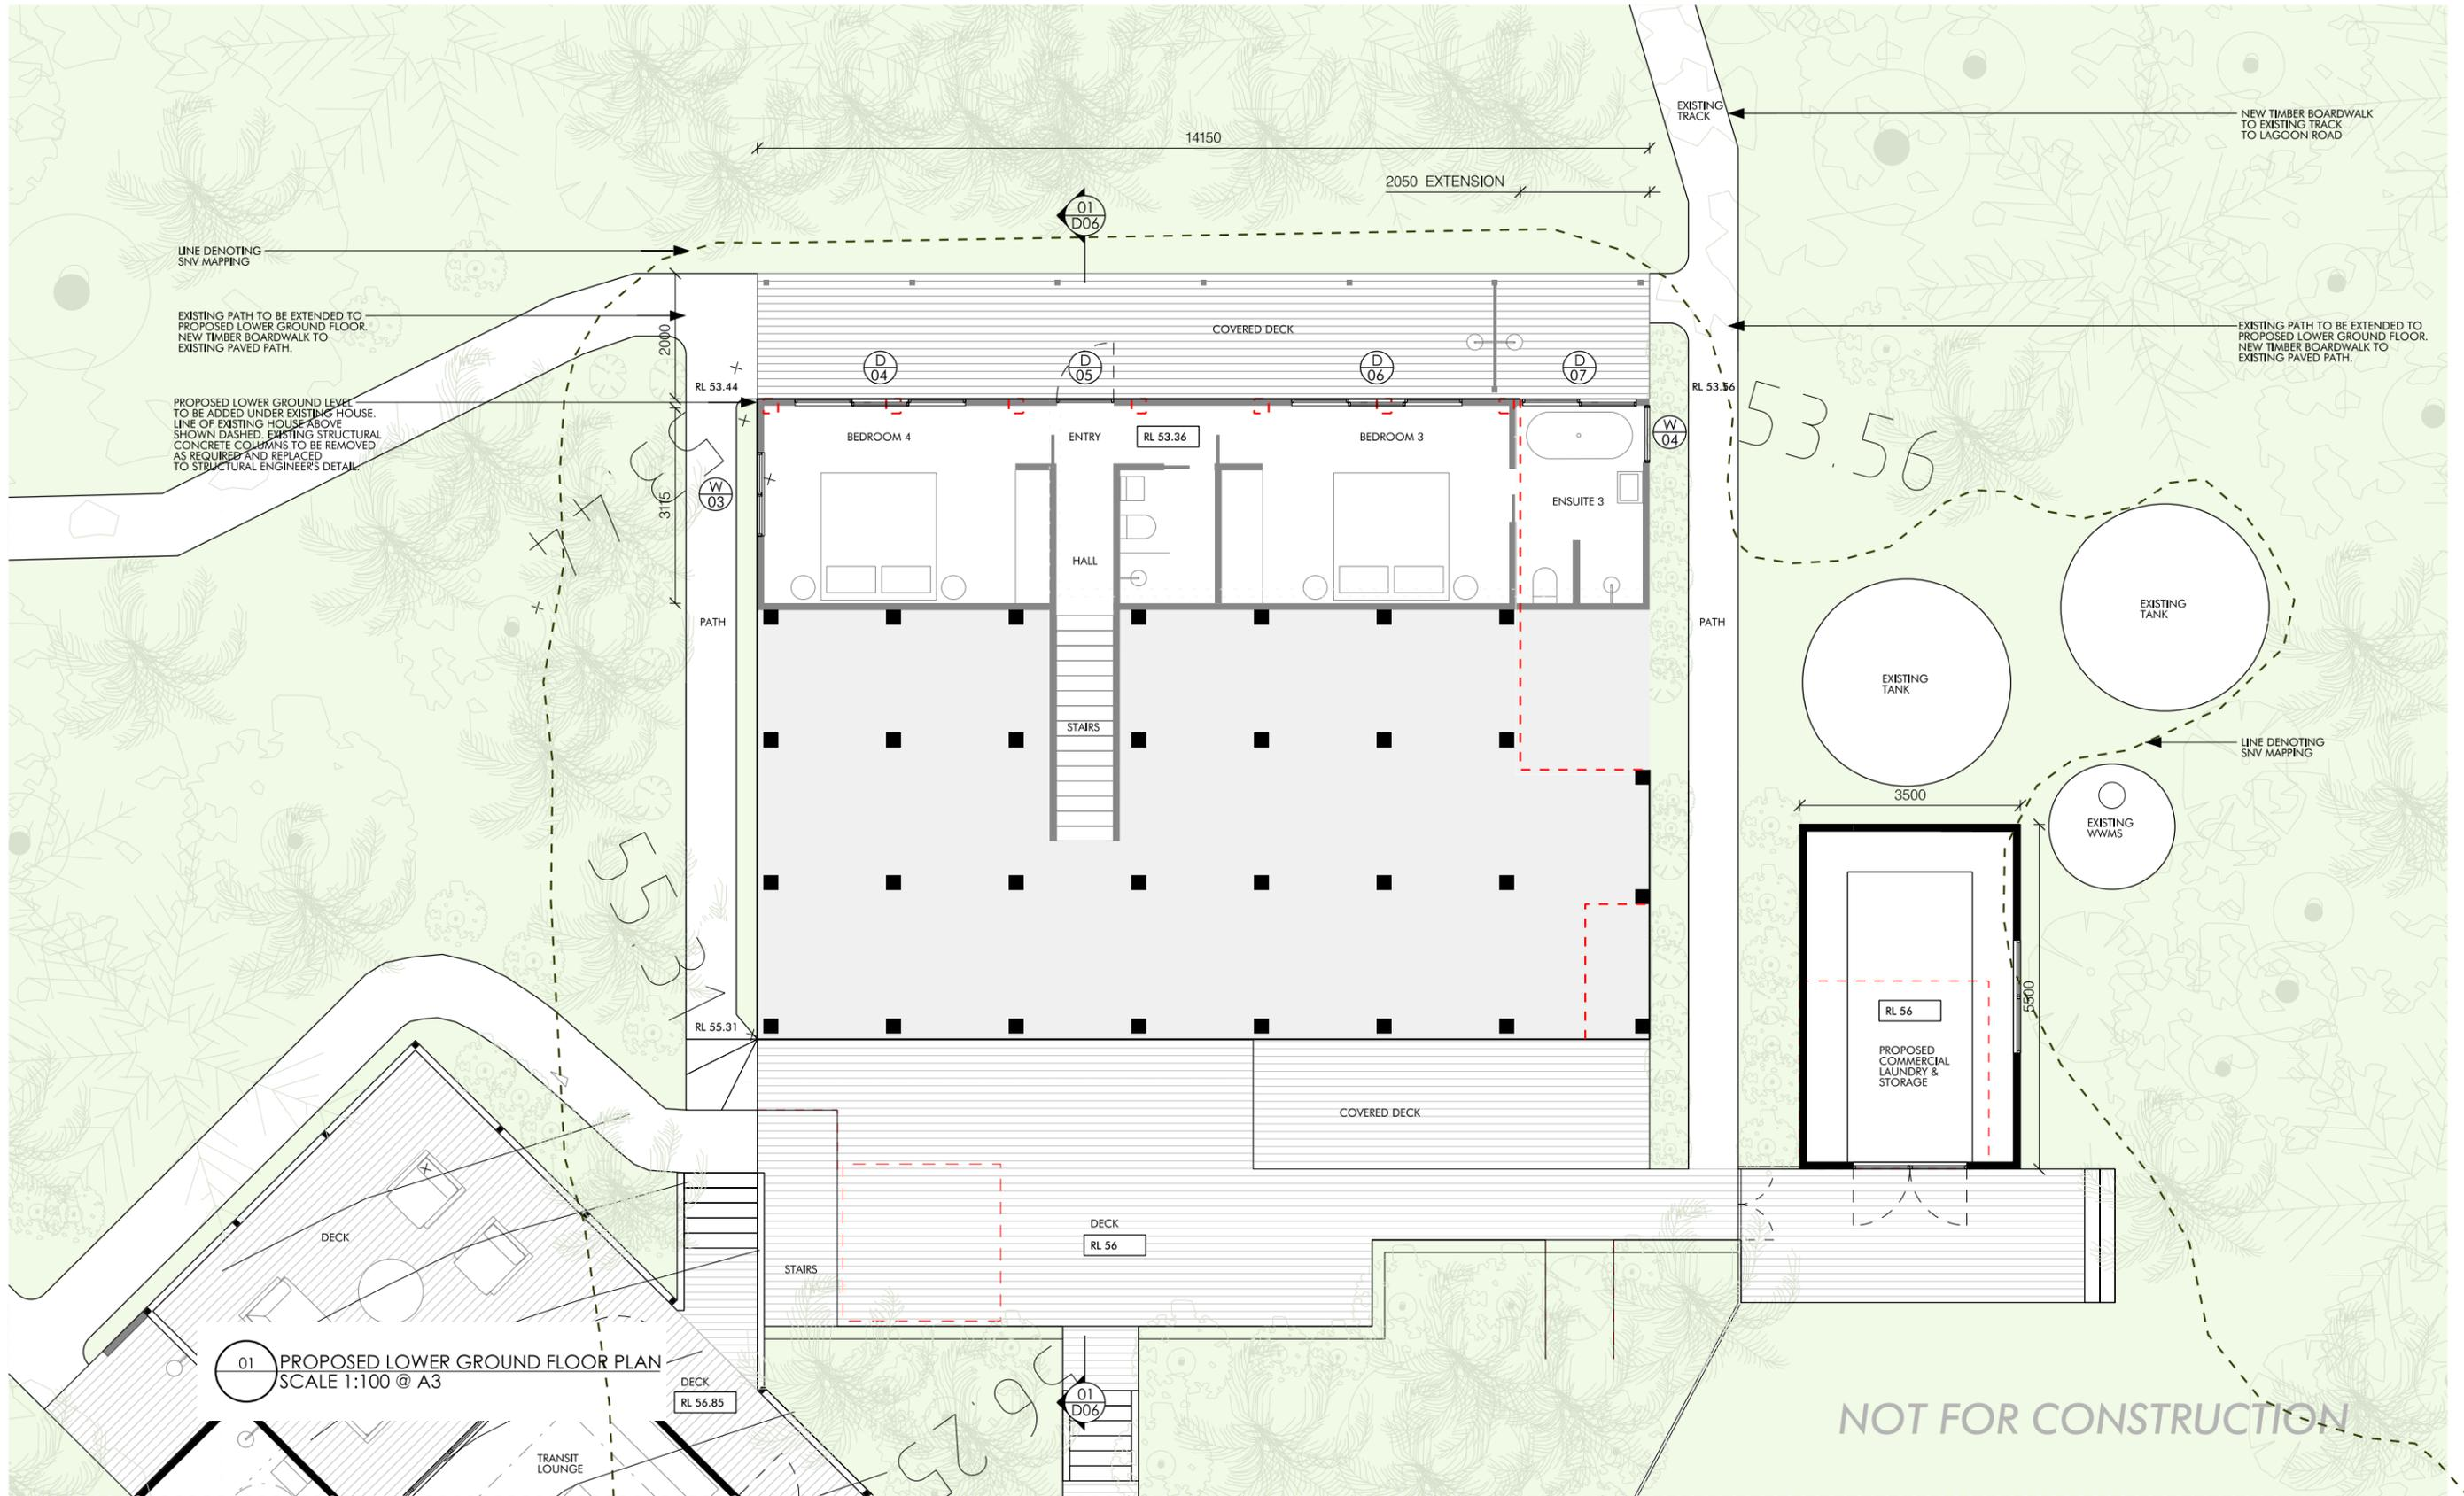 EXISTING
TRACK
NEW TIMBER BOARDWALK
TO EXISTING TRACK
TO LAGOON ROAD
14150
2050 EXTENSION
01
D06
LINE DENOTING
SNV MAPPING
EXISTING PATH TO BE EXTENDED TO
PROPOSED LOWER GROUND FLOOR.
NEW TIMBER BOARDWALK TO
EXISTING PAVED PATH.
2000
COVERED DECK
EXISTING PATH TO BE EXTENDED TO
PROPOSED LOWER GROUND FLOOR.
NEW TIMBER BOARDWALK TO
EXISTING PAVED PATH.
D
04
D
05
D
06
D
07
RL 53.44
RL 53.56
PROPOSED LOWER GROUND LEVEL
TO BE ADDED UNDER EXISTING HOUSE.
LINE OF EXISTING HOUSE ABOVE
SHOWN DASHED. EXISTING STRUCTURAL
CONCRETE COLUMNS TO BE REMOVED
AS REQUIRED AND REPLACED
TO STRUCTURAL ENGINEER'S DETAIL.
53.56
BEDROOM 4
ENTRY
RL 53.36
BEDROOM 3
W
04
W
03
3115
ENSUITE 3
HALL
PATH
PATH
EXISTING
TANK
EXISTING
TANK
STAIRS
LINE DENOTING
SNV MAPPING
3500
EXISTING
WWMS
5500
RL 56
PROPOSED
COMMERCIAL
LAUNDRY &
STORAGE
RL 55.31
COVERED DECK
DECK
RL 56
DECK
STAIRS
01
PROPOSED LOWER GROUND FLOOR PLAN
SCALE 1:100 @ A3
DECK
RL 56.85
01
D06
TRANSIT
LOUNGE
NOT FOR CONSTRUCTION